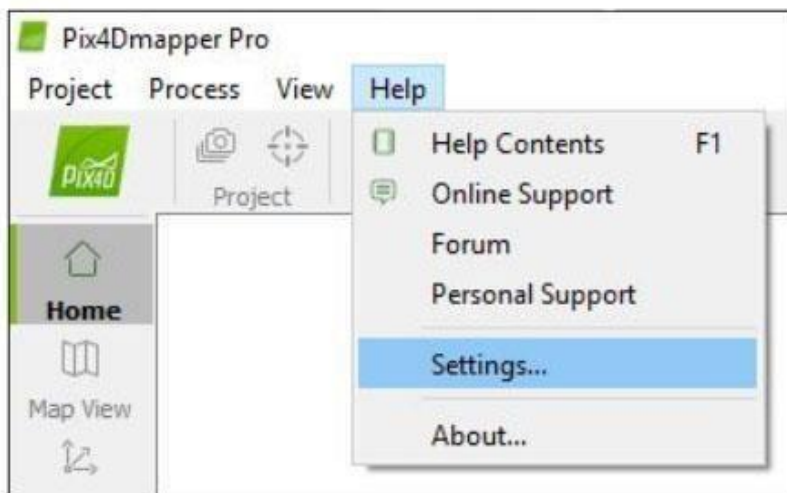 Pix4Dmapper Pro
Project Process View Help
PIX4D
Project
Home
Map View
Help Contents F1
Online Support
Forum
Personal Support
Settings...
About...